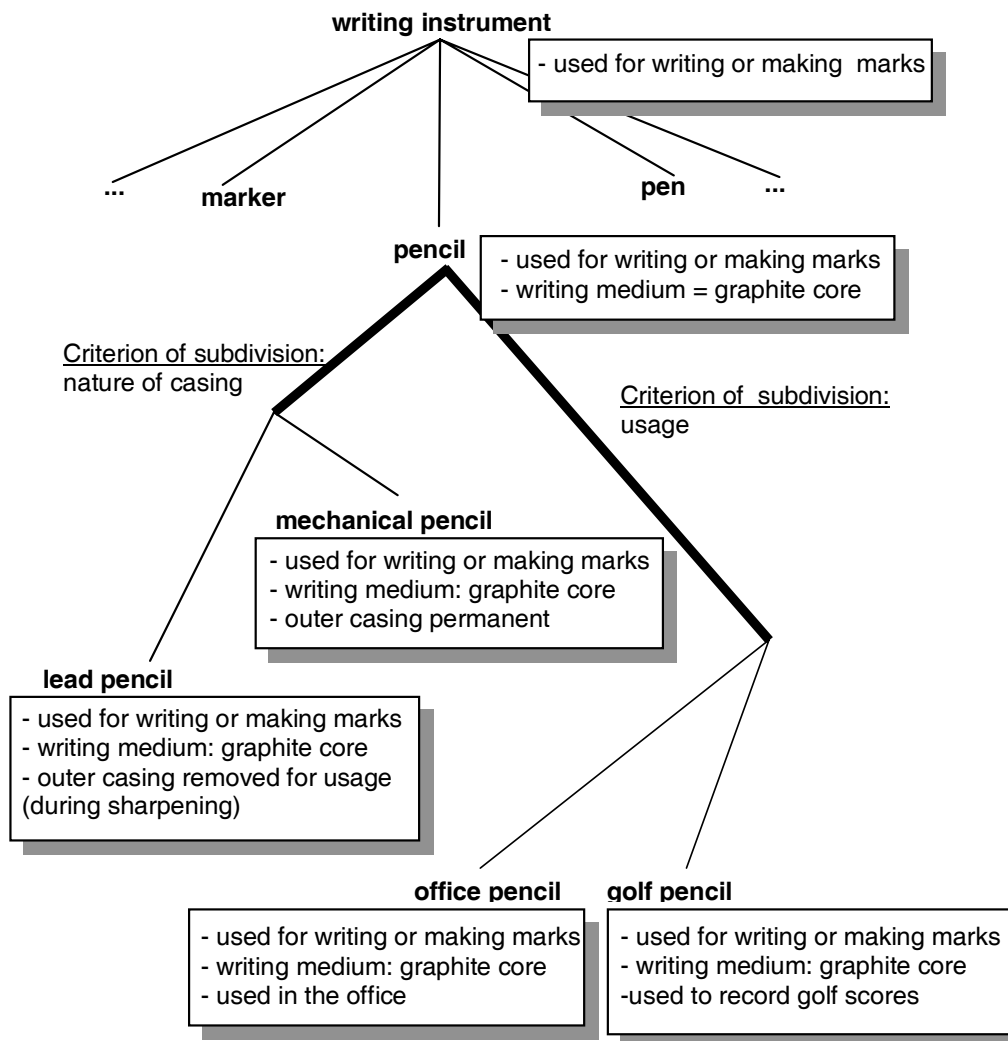 writing instrument
- used for writing or making marks
...
marker
pen
...
pencil
- used for writing or making marks
- writing medium = graphite core
Criterion of subdivision:
nature of casing
Criterion of subdivision:
usage
mechanical pencil
- used for writing or making marks
- writing medium: graphite core
- outer casing permanent
lead pencil
- used for writing or making marks
- writing medium: graphite core
- outer casing removed for usage
(during sharpening)
office pencil
- used for writing or making marks
- writing medium: graphite core
- used in the office
golf pencil
- used for writing or making marks
- writing medium: graphite core
-used to record golf scores